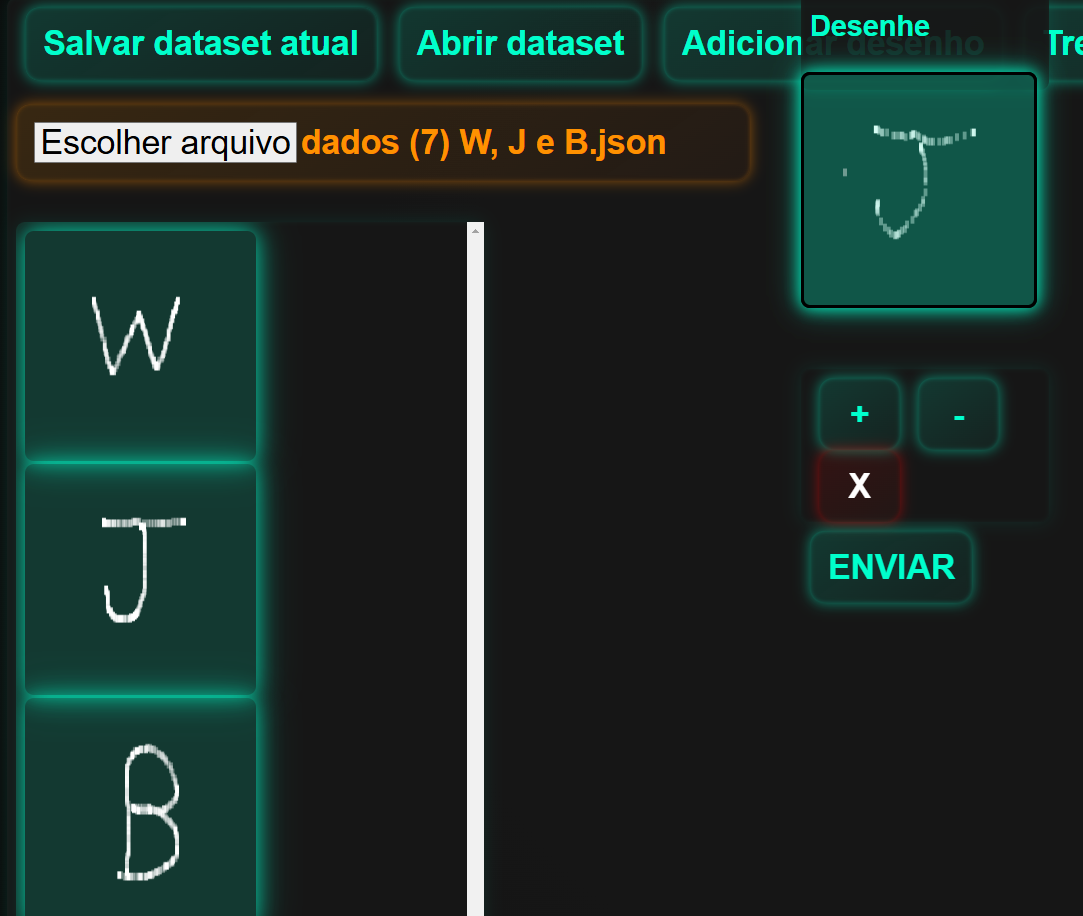 Salvar dataset atual
Abrir dataset
Adicionar desenho
Tre
Desenhe
Escolher arquivo dados (7) W, J e B.json
J
W
J
B
+
-
X
ENVIAR